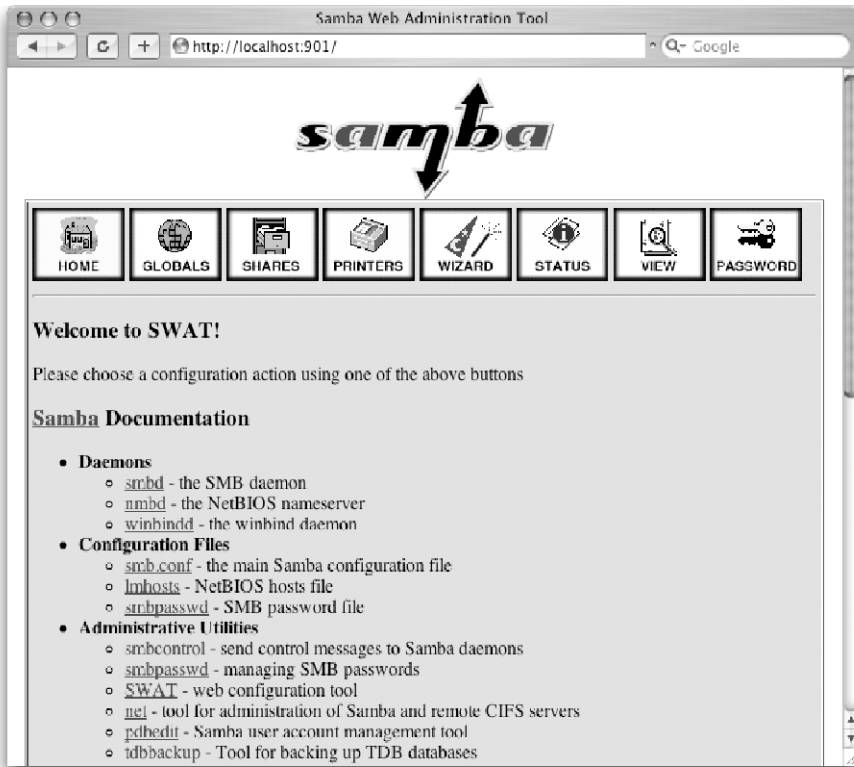 Samba Web Administration Tool
http://localhost:901/
Google
samba
HOME GLOBALS SHARES PRINTERS WIZARD STATUS VIEW PASSWORD
Welcome to SWAT!
Please choose a configuration action using one of the above buttons
Samba Documentation
• Daemons
smbd - the SMB daemon
nmbd - the NetBIOS nameserver
winbindd - the winbind daemon
• Configuration Files
smb.conf - the main Samba configuration file
lmhosts - NetBIOS hosts file
smbpasswd - SMB password file
• Administrative Utilities
smbcontrol - send control messages to Samba daemons
smbpasswd - managing SMB passwords
SWAT - web configuration tool
net - tool for administration of Samba and remote CIFS servers
pdbedit - Samba user account management tool
tdbbackup - Tool for backing up TDB databases